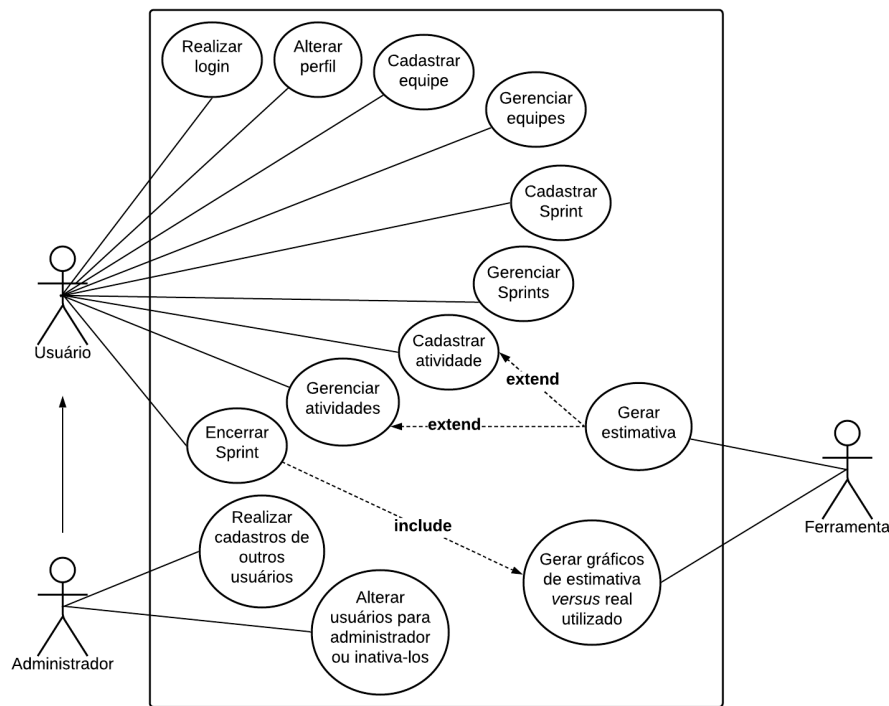 Realizar
login
Alterar
perfil
Cadastrar
equipe
Gerenciar
equipes
Cadastrar
Sprint
Gerenciar
Sprints
Usuário
Cadastrar
atividade
extend
Gerenciar
atividades
extend
Gerar
estimativa
Encerrar
Sprint
Ferramenta
include
Realizar
cadastros de
outros
usuários
Gerar gráficos
de estimativa
versus real
utilizado
Alterar
usuários para
administrador
ou inativa-los
Administrador